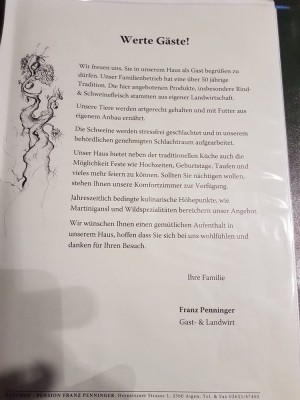 Werte Gäste!
Wir freuen uns, Sie in unserem Haus als Gast begrüßen zu
dürfen. Unser Familienbetrieb hat eine über 50 jährige
Tradition. Die hier angebotenen Produkte, insbesondere Rind-
& Schweinefleisch stammen aus eigener Landwirtschaft.
Unsere Tiere werden artgerecht gehalten und mit Futter aus
eigenem Anbau ernährt.
Die Schweine werden stressfrei geschlachtet und in unserem
behördlichen genehmigten Schlachtraum aufgearbeitet.
Unser Haus bietet neben der traditionellen Küche auch die
Möglichkeit Feste wie Hochzeiten, Geburtstage, Taufen und
vieles mehr feiern zu können. Sollten Sie nächtigen wollen,
stehen Ihnen unsere Komfortzimmer zur Verfügung.
Jahreszeitlich bedingte kulinarische Höhepunkte, wie
Martinigansl und Wildspezialitäten bereichern unser Angebot.
Wir wünschen Ihnen einen gemütlichen Aufenthalt in
unserem Haus, hoffen dass Sie sich bei uns wohlfühlen und
danken für Ihren Besuch.
Ihre Familie
Franz Penninger
Gast- & Landwirt
PENSION FRANZ PENNINGER, 1, Tel. & Fax